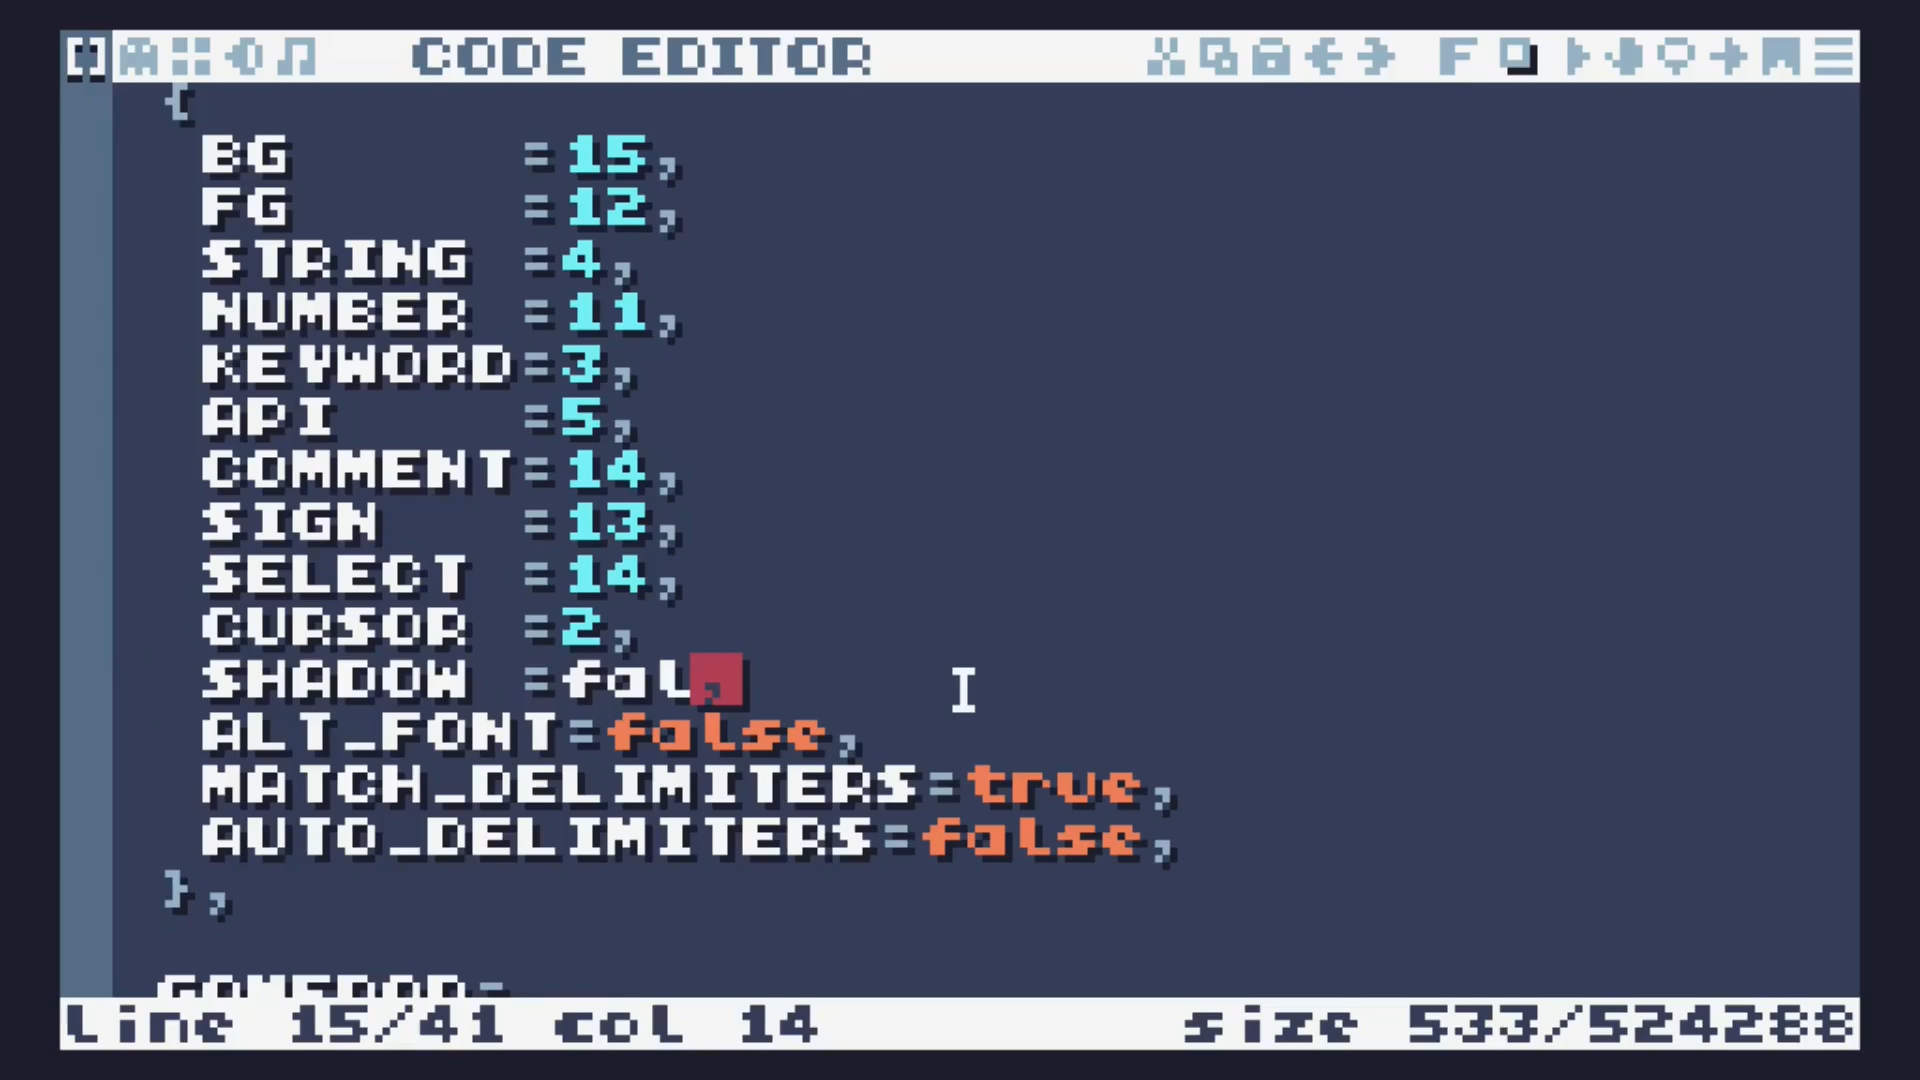 CODE EDITOR
F
{
BG      =15,
FG      =12,
STRING  =4,
NUMBER  =11,
KEYWORD=3,
API     =5,
COMMENT=14,
SIGN    =13,
SELECT  =14,
CURSOR  =2,
SHADOW  =fal,
ALT_FONT=false,
MATCH_DELIMITERS=true,
AUTO_DELIMITERS=false,
},
line 15/41 col 14
size 533/524288